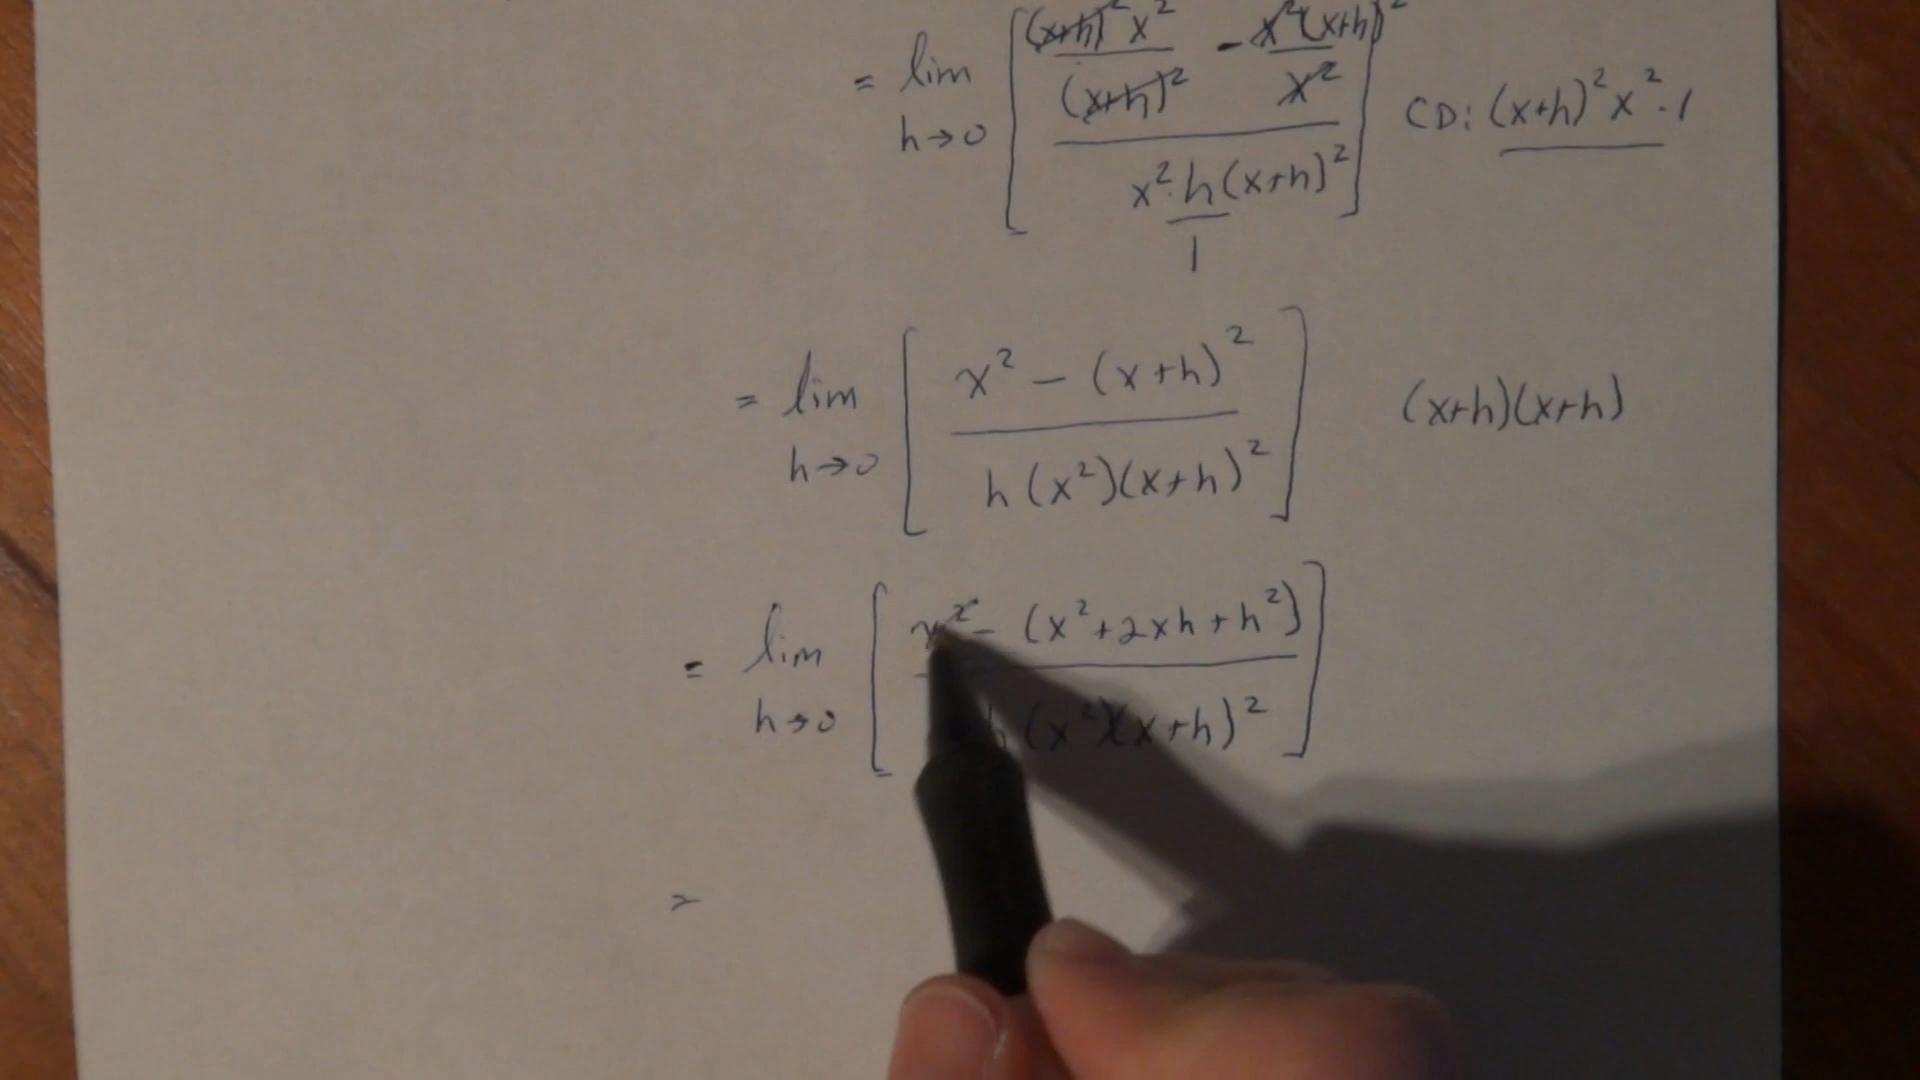 = lim h→0 [ (x+h)² x² / (x+h)² - x² (x+h)² / x² / x² · h (x+h)² / 1 ] CD: (x+h)² x² · 1
= lim h→0 [ x² - (x+h)² / h (x²)(x+h)² ] (x+h)(x+h)
= lim h→0 [ x² - (x² + 2xh + h²) / h (x²)(x+h)² ]
=